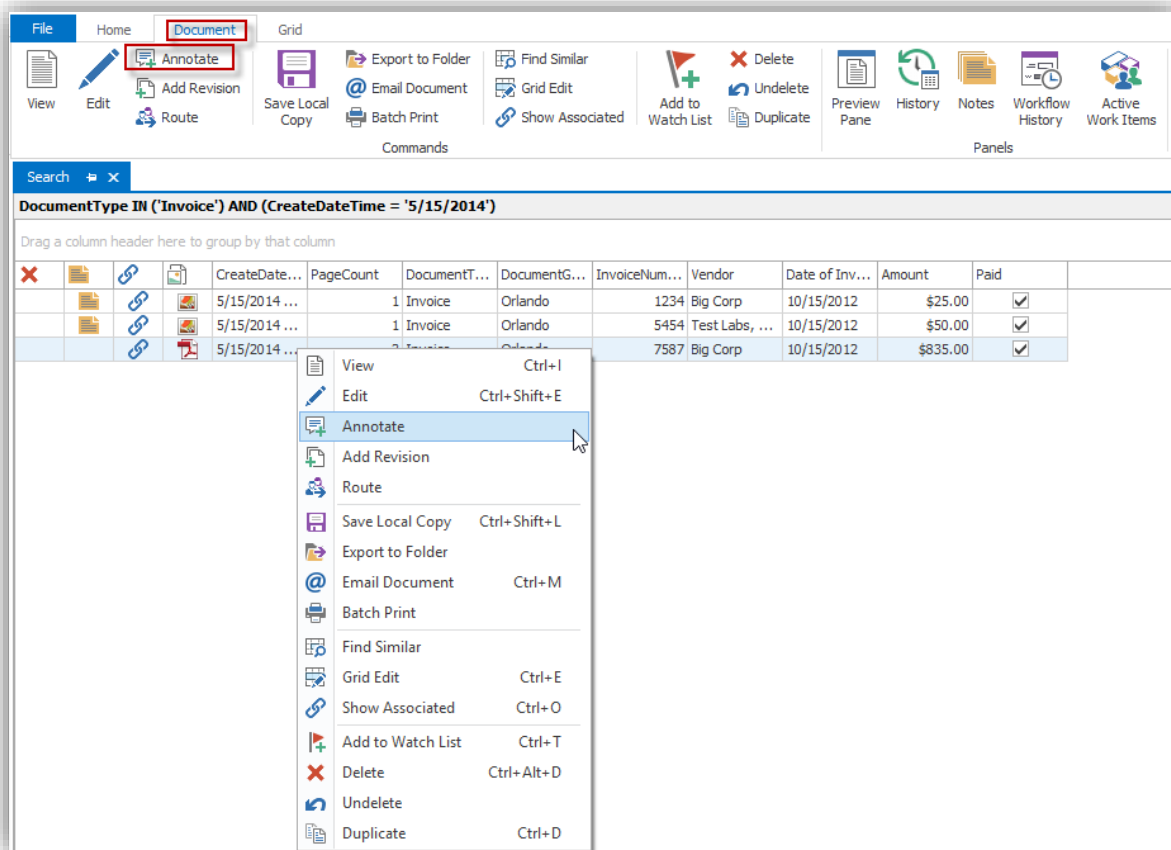 File Home Document Grid
View
Edit
Annotate
Add Revision
Route
Save Local
Copy
Export to Folder
Email Document
Batch Print
Find Similar
Grid Edit
Show Associated
Add to
Watch List
Delete
Undelete
Duplicate
Preview
Pane
History
Notes
Workflow
History
Active
Work Items
Commands
Panels
Search
DocumentType IN ('Invoice') AND (CreateDateTime = '5/15/2014')
Drag a column header here to group by that column
CreateDate... PageCount DocumentT... DocumentG... InvoiceNum... Vendor Date of Inv... Amount Paid
5/15/2014 ... 1 Invoice Orlando 1234 Big Corp 10/15/2012 $25.00
5/15/2014 ... 1 Invoice Orlando 5454 Test Labs, ... 10/15/2012 $50.00
5/15/2014 ... 7587 Big Corp 10/15/2012 $835.00
View Ctrl+I
Edit Ctrl+Shift+E
Annotate
Add Revision
Route
Save Local Copy Ctrl+Shift+L
Export to Folder
Email Document Ctrl+M
Batch Print
Find Similar
Grid Edit Ctrl+E
Show Associated Ctrl+O
Add to Watch List Ctrl+T
Delete Ctrl+Alt+D
Undelete
Duplicate Ctrl+D